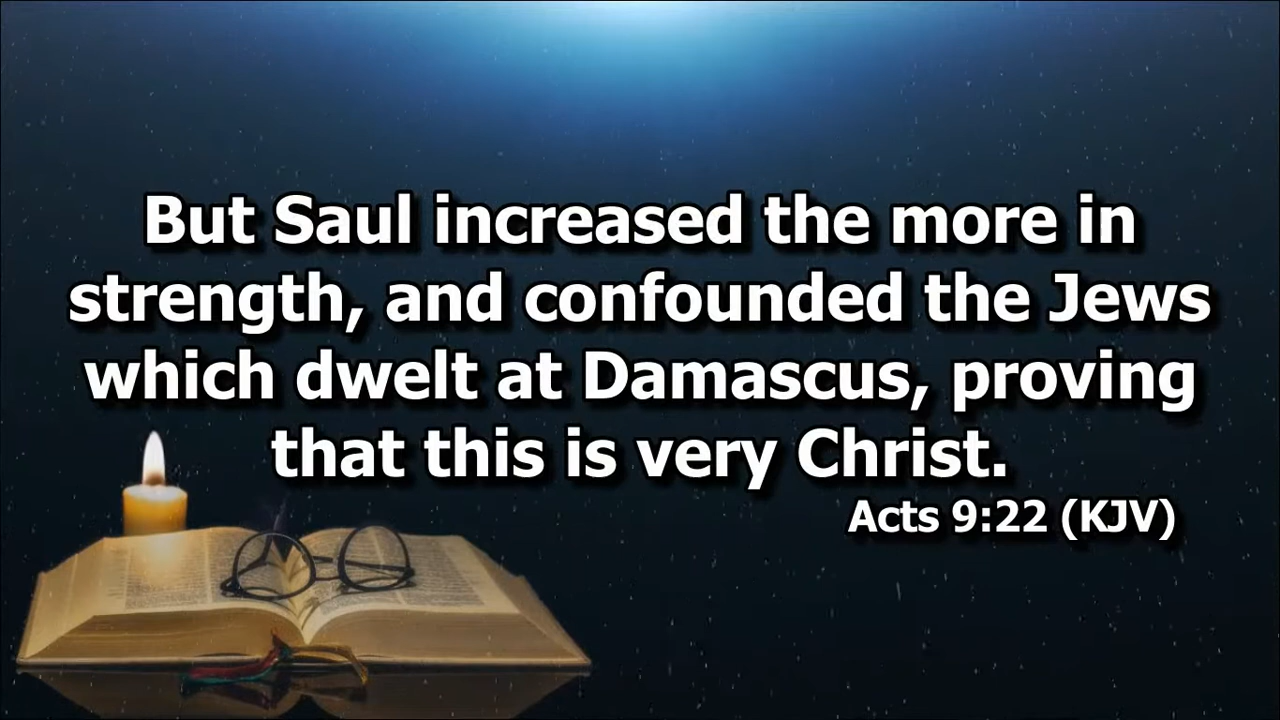 But Saul increased the more in
strength, and confounded the Jews
which dwelt at Damascus, proving
that this is very Christ.
Acts 9:22 (KJV)